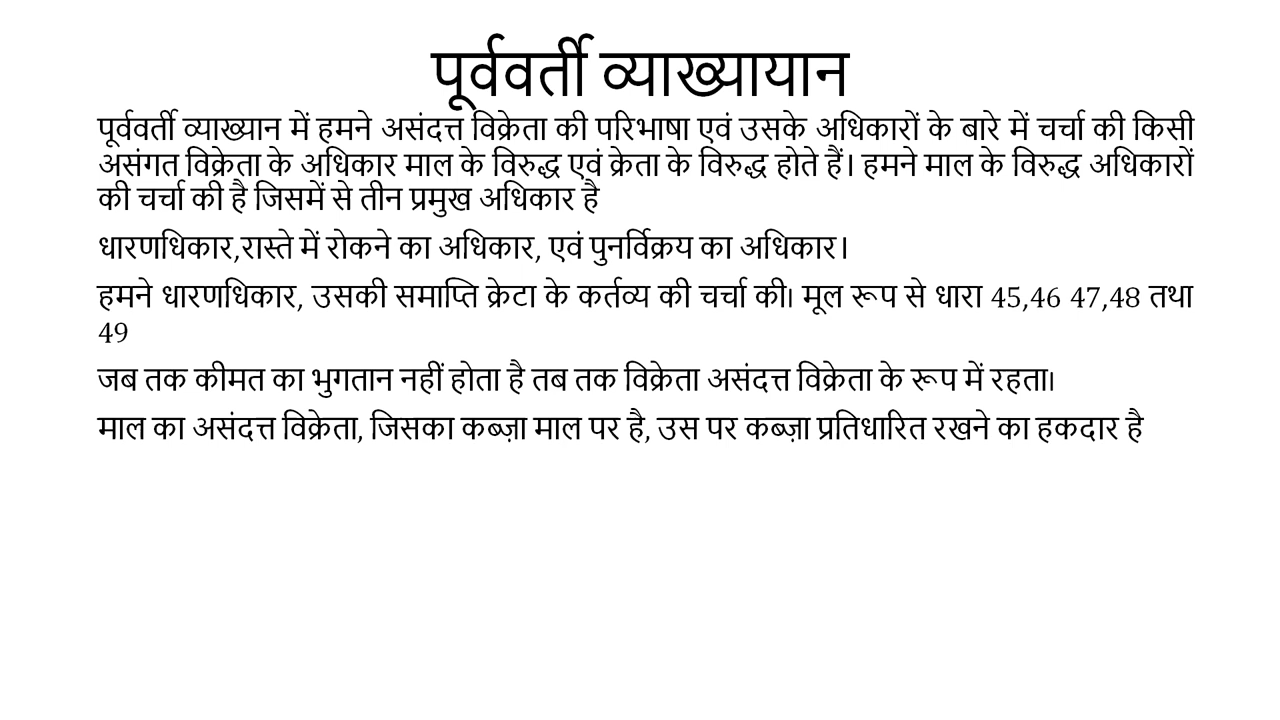 पूर्ववर्ती व्याख्यायान
पूर्ववर्ती व्याख्यान में हमने असंदत्त विक्रेता की परिभाषा एवं उसके अधिकारों के बारे में चर्चा की किसी
असंगत विक्रेता के अधिकार माल के विरुद्ध एवं क्रेता के विरुद्ध होते हैं। हमने माल के विरुद्ध अधिकारों
की चर्चा की है जिसमें से तीन प्रमुख अधिकार है
धारणधिकार,रास्ते में रोकने का अधिकार, एवं पुनर्विक्रय का अधिकार।
हमने धारणधिकार, उसकी समाप्ति क्रेटा के कर्तव्य की चर्चा की। मूल रूप से धारा 45,46 47,48 तथा
49
जब तक कीमत का भुगतान नहीं होता है तब तक विक्रेता असंदत्त विक्रेता के रूप में रहता।
माल का असंदत्त विक्रेता, जिसका कब्ज़ा माल पर है, उस पर कब्ज़ा प्रतिधारित रखने का हकदार है